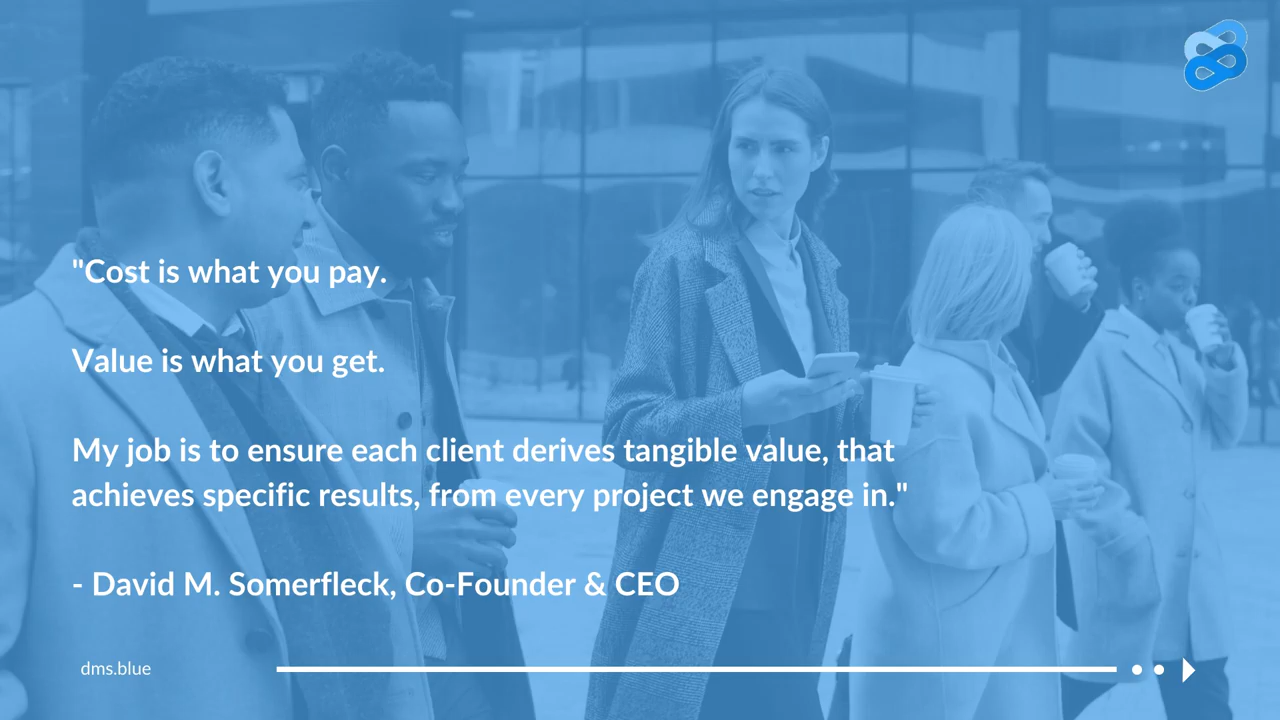 "Cost is what you pay.
Value is what you get.
My job is to ensure each client derives tangible value, that
achieves specific results, from every project we engage in."
- David M. Somerfleck, Co-Founder & CEO
dms.blue